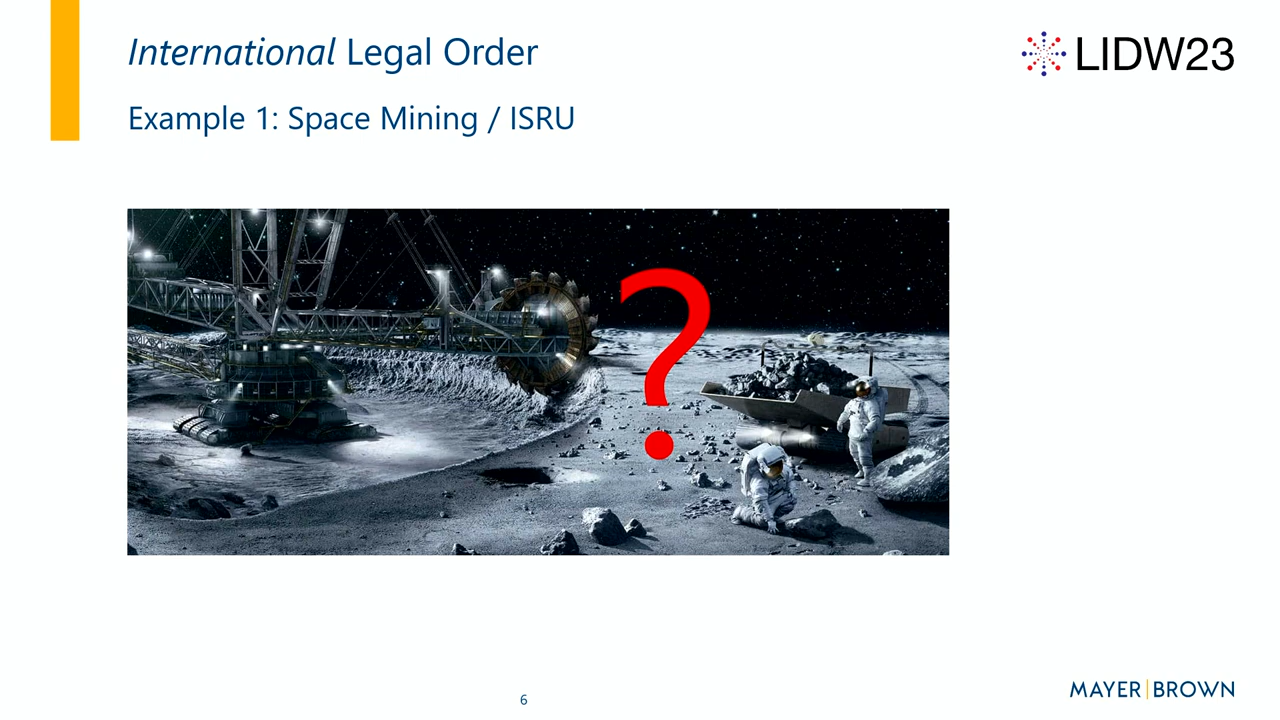 International Legal Order
LIDW23
Example 1: Space Mining / ISRU
?
6
MAYER|BROWN